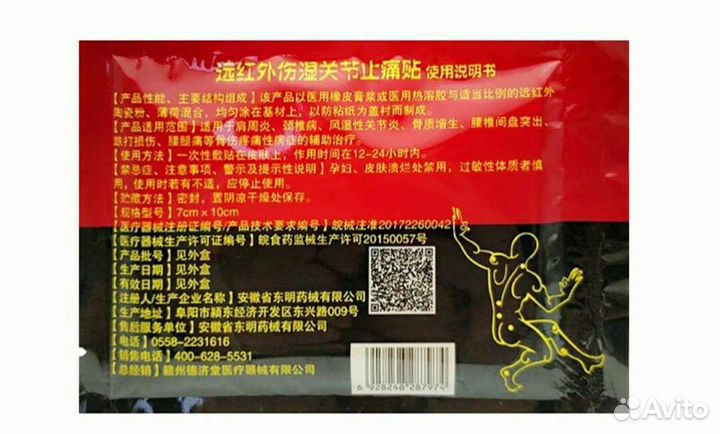 远红外伤湿关节止痛贴 使用说明书
【产品性能、主要结构组成】该产品以医用橡皮膏浆或医用热溶胶与适当比例的远红外
陶瓷粉、薄荷混合，均匀涂在基材上，以防粘纸为盖衬而制成。
【产品适用范围】适用于肩周炎、颈椎病、风湿性关节炎、骨质增生、腰椎间盘突出、
跌打损伤、腰腿痛等骨伤疼痛性病症的辅助治疗。
【使用方法】一次性敷贴在皮肤上，作用时间在12-24小时内。
【禁忌症、注意事项、警示及提示性说明】孕妇、皮肤溃烂处禁用，过敏性体质者慎
用，使用时若有不适，应停止使用。
【贮藏方法】密封，置阴凉干燥处保存。
【规格型号】7cm×10cm
【医疗器械注册证编号/产品技术要求编号】皖械注准20172260042
【医疗器械生产许可证编号】皖食药监械生产许可20150057号
【产品批号】见外盒
【生产日期】见外盒
【有效日期】见外盒
【注册人/生产企业名称】安徽省东明药械有限公司
【生产地址】阜阳市颍东经济开发区东兴路009号
【售后服务单位】安徽省东明药械有限公司
【电话】0558-2231616
【销售电话】400-628-5531
【总经销】赣州德济堂医疗器械有限公司
6 928248 287924
Avito